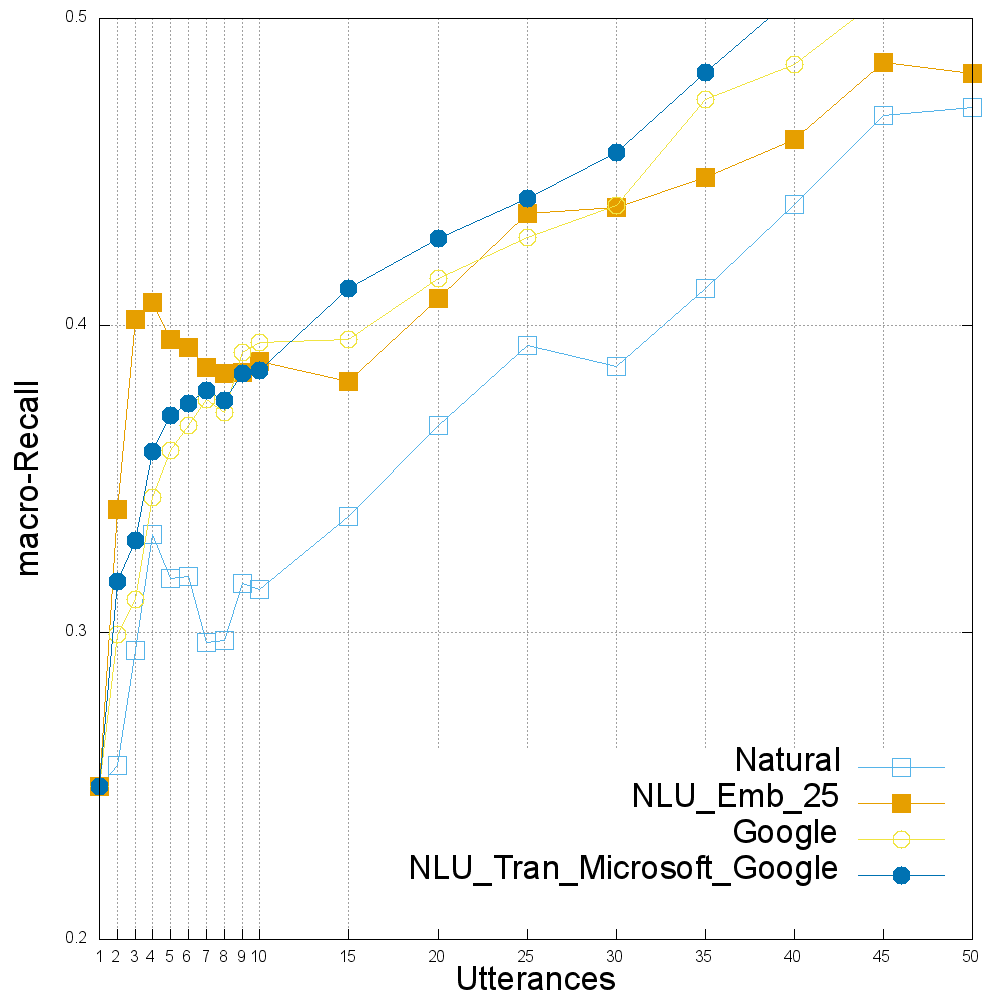 0.5
0.4
0.3
0.2
macro-Recall
Natural
NLU_Emb_25
Google
NLU_Tran_Microsoft_Google
1 2 3 4 5 6 7 8 9 10 15 20 25 30 35 40 45 50
Utterances